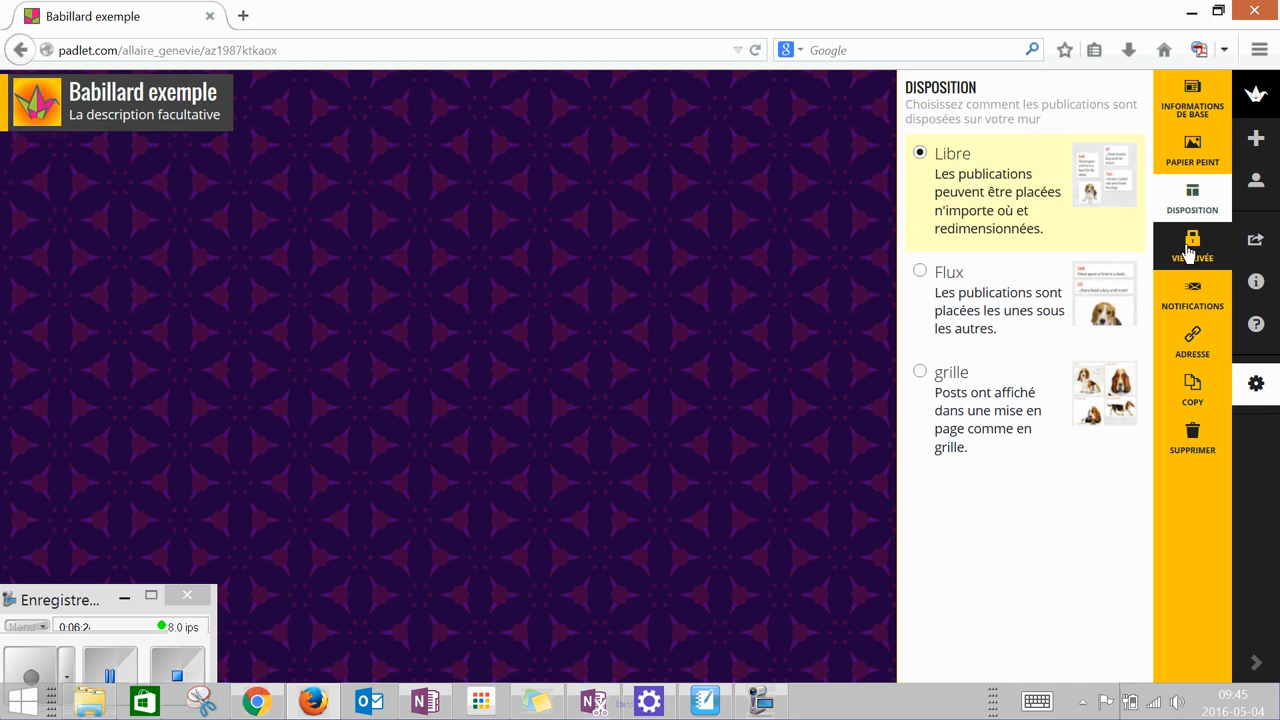 Babillard exemple
padlet.com/allaire_genevie/az1987ktkaox
Google
Babillard exemple
La description facultative
DISPOSITION
Choisissez comment les publications sont
disposées sur votre mur
Libre
Les publications
peuvent être placées
n'importe où et
redimensionnées.
Flux
Les publications sont
placées les unes sous
les autres.
grille
Posts ont affiché
dans une mise en
page comme en
grille.
INFORMATIONS
DE BASE
PAPIER PEINT
DISPOSITION
NOTIFICATIONS
ADRESSE
COPY
SUPPRIMER
Enregistre...
Menu
8.0 ips
09:45
2016-05-04